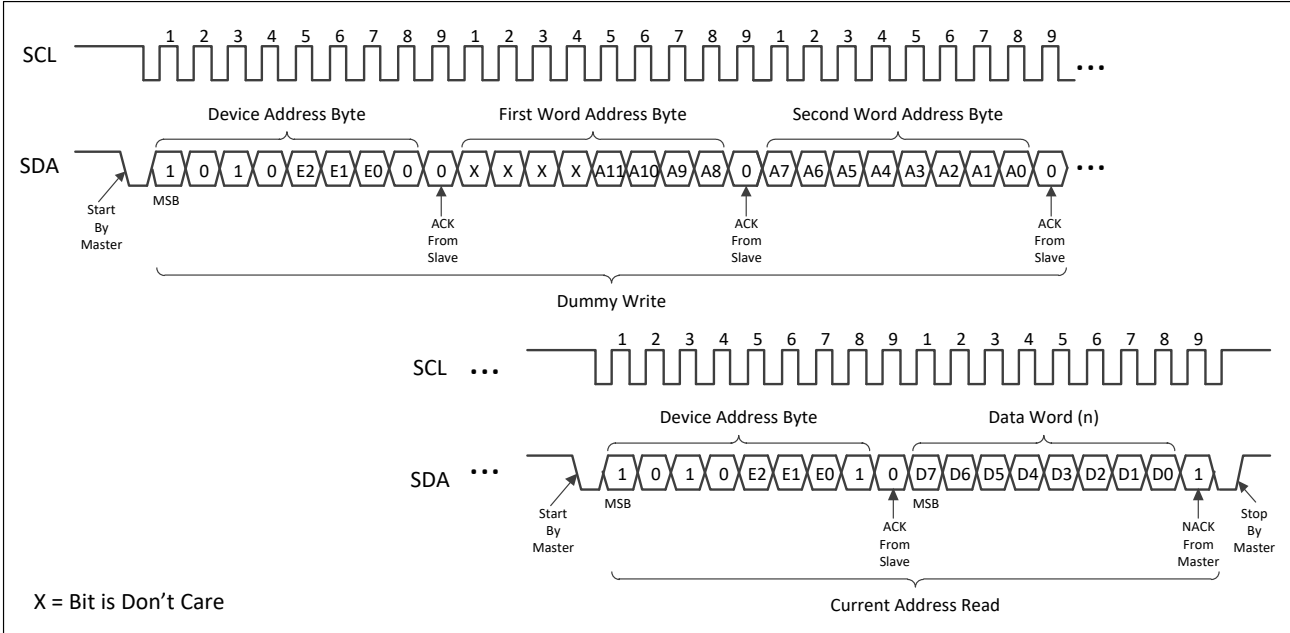 1 2 3 4 5 6 7 8 9 1 2 3 4 5 6 7 8 9 1 2 3 4 5 6 7 8 9
SCL ...
Device Address Byte First Word Address Byte Second Word Address Byte
SDA 1 0 1 0 E2 E1 E0 0 0 X X X X A11 A10 A9 A8 0 A7 A6 A5 A4 A3 A2 A1 A0 0 ...
MSB
Start
By
Master
ACK
From
Slave
ACK
From
Slave
ACK
From
Slave
Dummy Write
1 2 3 4 5 6 7 8 9 1 2 3 4 5 6 7 8 9
SCL ...
Device Address Byte Data Word (n)
SDA ... 1 0 1 0 E2 E1 E0 1 0 D7 D6 D5 D4 D3 D2 D1 D0 1
MSB MSB
Start
By
Master
ACK
From
Slave
NACK
From
Master
Stop
By
Master
Current Address Read
X = Bit is Don’t Care